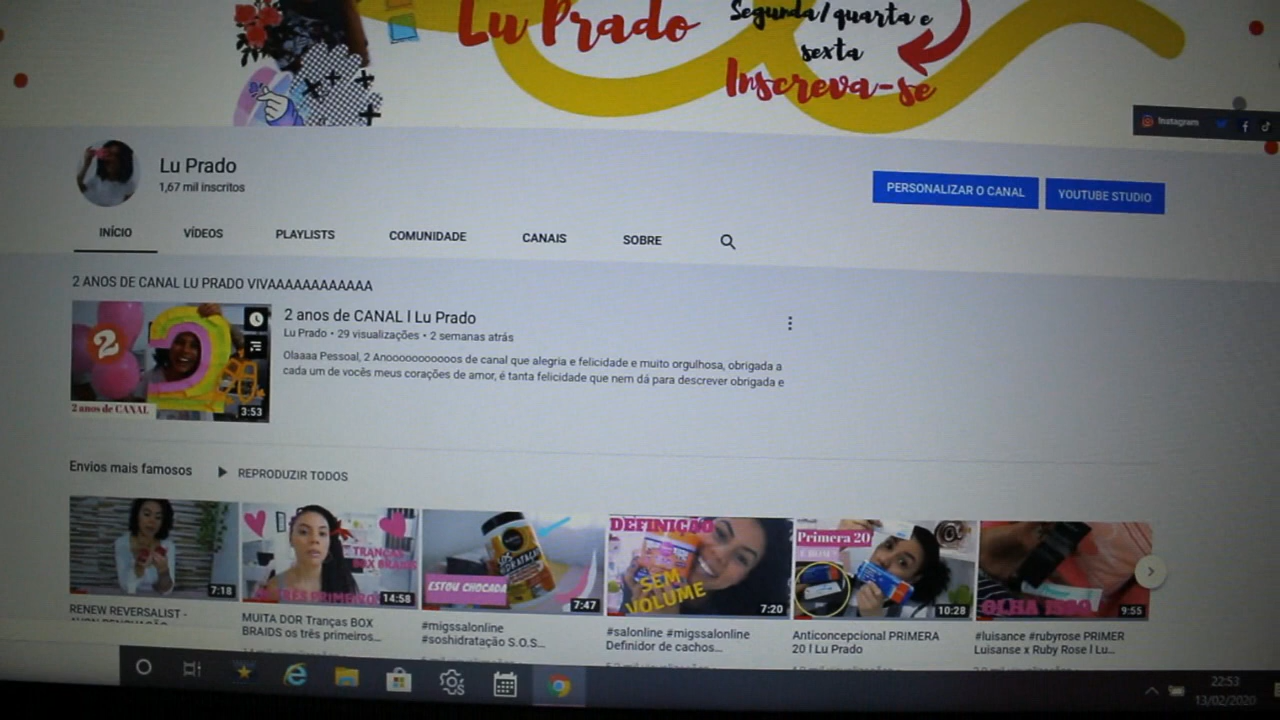 Lu Prado
Segunda/quarta e
sexta
Inscreva-se
Instagram
Lu Prado
1,67 mil inscritos
PERSONALIZAR O CANAL
YOUTUBE STUDIO
INÍCIO
VÍDEOS
PLAYLISTS
COMUNIDADE
CANAIS
SOBRE
2 ANOS DE CANAL LU PRADO VIVAAAAAAAAAAAA
2
2 anos de CANAL
3:53
2 anos de CANAL l Lu Prado
Lu Prado • 29 visualizações • 2 semanas atrás
Olaaaa Pessoal, 2 Anoooooooooooos de canal que alegria e felicidade e muito orgulhosa, obrigada a
cada um de vocês meus corações de amor, é tanta felicidade que nem dá para descrever obrigada e
Envios mais famosos
REPRODUZIR TODOS
7:18
TRANÇAS
BOX BRAIDS
TRÊS PRIMEIRO
14:58
ESTOU CHOCADA
7:47
DEFINIÇÃO
SEM
VOLUME
7:20
Primera 20
É BOM?
10:28
OLHA ISSO
9:55
RENEW REVERSALIST -
MUITA DOR Tranças BOX
BRAIDS os três primeiros...
#migssalonline
#soshidratação S.O.S...
#salonline #migssalonline
Definidor de cachos...
Anticoncepcional PRIMERA
20 l Lu Prado
#luisance #rubyrose PRIMER
Luisanse x Ruby Rose l Lu...
22:53
13/02/2020